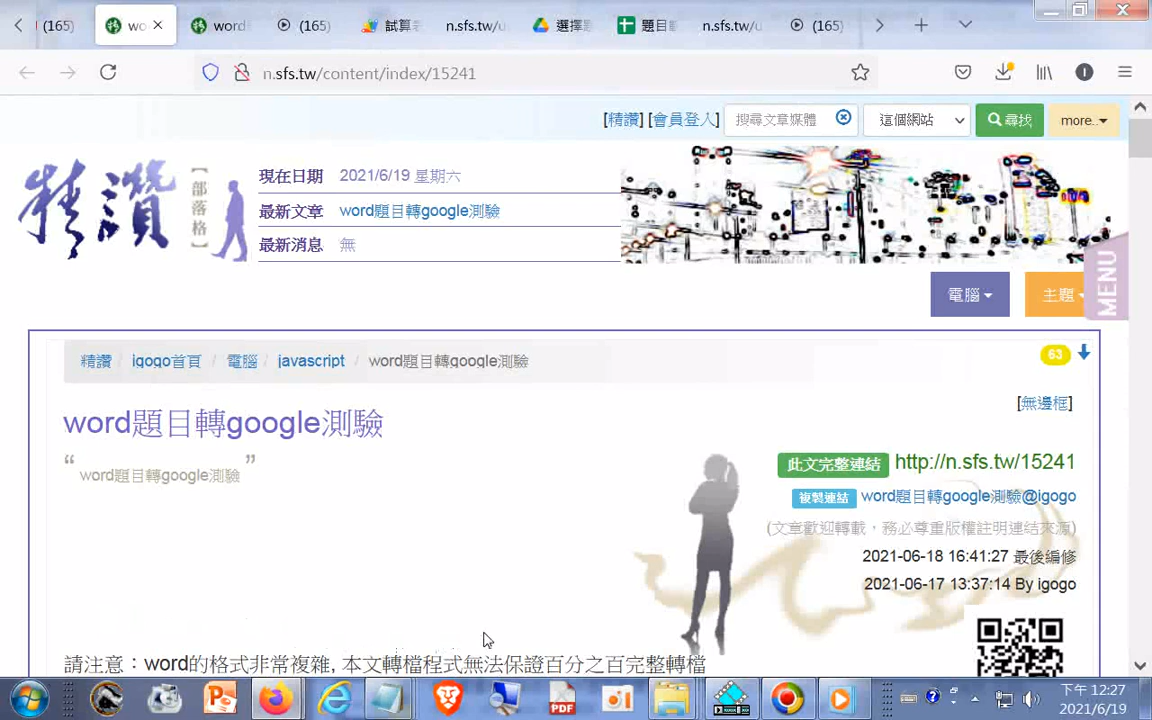 (165)
wo
word
(165)
試算
n.sfs.tw/u
選擇
題目
n.sfs.tw/u
(165)
n.sfs.tw/content/index/15241
[精讚] [會員登入]
搜尋文章媒體
這個網站
尋找
more..
精讚
[部落格]
現在日期 2021/6/19 星期六
最新文章 word題目轉google測驗
最新消息 無
電腦
主題
MENU
精讚 / igogo首頁 / 電腦 / javascript / word題目轉google測驗
63
[無邊框]
word題目轉google測驗
“ word題目轉google測驗 ”
此文完整連結 http://n.sfs.tw/15241
複製連結 word題目轉google測驗@igogo
(文章歡迎轉載，務必尊重版權註明連結來源)
2021-06-18 16:41:27 最後編修
2021-06-17 13:37:14 By igogo
請注意：word的格式非常複雜, 本文轉檔程式無法保證百分之百完整轉檔
PDF
下午 12:27
2021/6/19